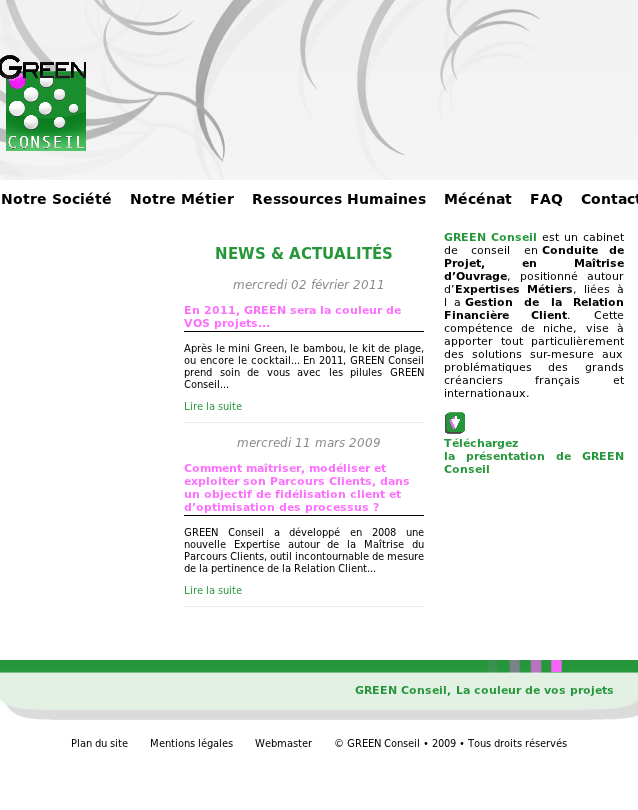 GREEN
CONSEIL
Notre Société Notre Métier Ressources Humaines Mécénat FAQ Contact
NEWS & ACTUALITÉS
mercredi 02 février 2011
En 2011, GREEN sera la couleur de
VOS projets...
Après le mini Green, le bambou, le kit de plage,
ou encore le cocktail... En 2011, GREEN Conseil
prend soin de vous avec les pilules GREEN
Conseil...
Lire la suite
mercredi 11 mars 2009
Comment maîtriser, modéliser et
exploiter son Parcours Clients, dans
un objectif de fidélisation client et
d’optimisation des processus ?
GREEN Conseil a développé en 2008 une
nouvelle Expertise autour de la Maîtrise du
Parcours Clients, outil incontournable de mesure
de la pertinence de la Relation Client...
Lire la suite
GREEN Conseil est un cabinet
de conseil en Conduite de
Projet, en Maîtrise
d’Ouvrage, positionné autour
d’Expertises Métiers, liées à
la Gestion de la Relation
Financière Client. Cette
compétence de niche, vise à
apporter tout particulièrement
des solutions sur-mesure aux
problématiques des grands
créanciers français et
internationaux.
Téléchargez
la présentation de GREEN
Conseil
GREEN Conseil, La couleur de vos projets
Plan du site Mentions légales Webmaster © GREEN Conseil • 2009 • Tous droits réservés